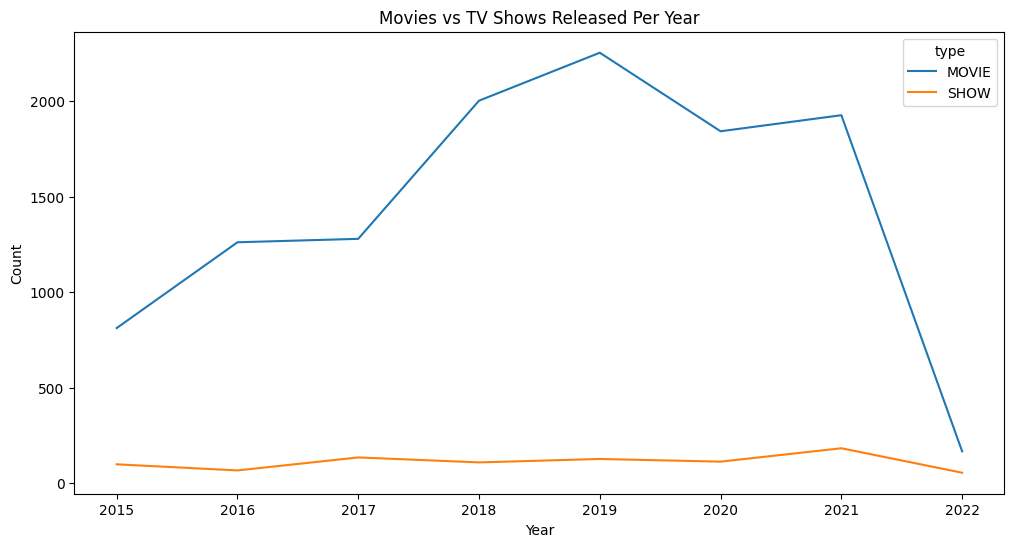 Movies vs TV Shows Released Per Year
type
MOVIE
SHOW
Count
2000
1500
1000
500
0
2015 2016 2017 2018 2019 2020 2021 2022
Year